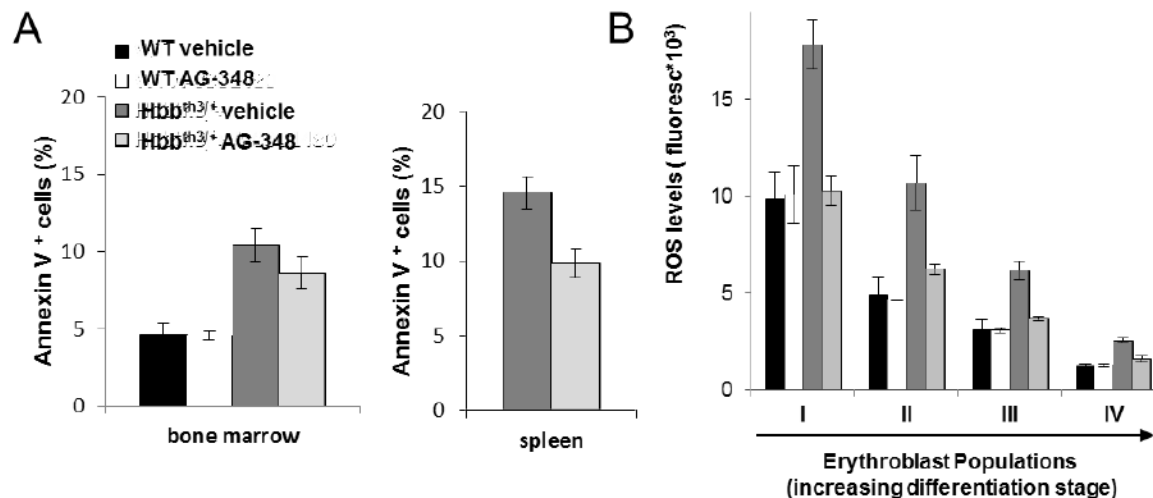 A
WT vehicle
WT AG-348
Hbbth3/+ vehicle
Hbbth3/+ AG-348
Annexin V + cells (%)
20
15
10
5
0
bone marrow
Annexin V + cells (%)
20
15
10
5
0
spleen
B
ROS levels ( fluoresc*10³)
15
10
5
0
I II III IV
Erythroblast Populations
(increasing differentiation stage)